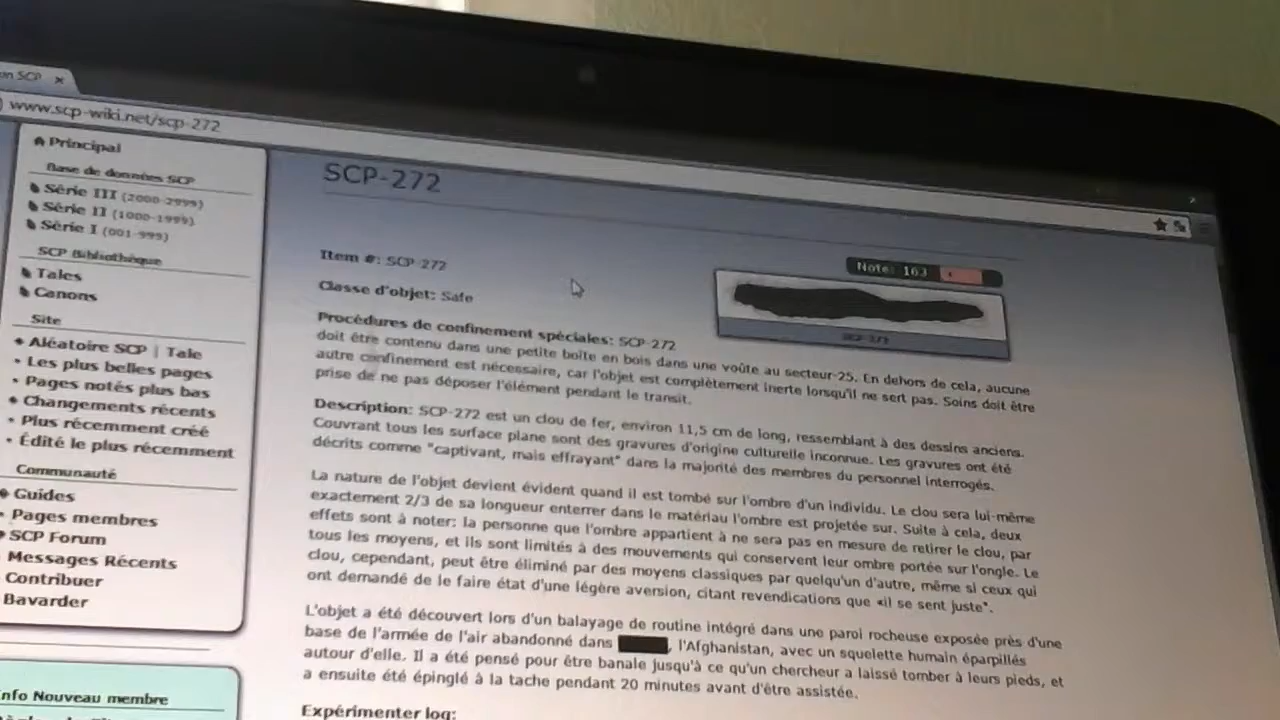 on SCP ×
www.scp-wiki.net/scp-272
Principal
Base de données SCP
Série III (2000-2999)
Série II (1000-1999)
Série I (001-999)
SCP Bibliothèque
Tales
Canons
Site
Aléatoire SCP | Tale
Les plus belles pages
Pages notés plus bas
Changements récents
Plus récemment créé
Édité le plus récemment
Communauté
Guides
Pages membres
SCP Forum
Messages Récents
Contribuer
Bavarder
Info Nouveau membre
SCP-272
Note: 163
SCP-272
Item #: SCP-272
Classe d'objet: Safe
Procédures de confinement spéciales: SCP-272
doit être contenu dans une petite boîte en bois dans une voûte au secteur-25. En dehors de cela, aucune
autre confinement est nécessaire, car l'objet est complètement inerte lorsqu'il ne sert pas. Soins doit être
prise de ne pas déposer l'élément pendant le transit.
Description: SCP-272 est un clou de fer, environ 11,5 cm de long, ressemblant à des dessins anciens.
Couvrant tous les surface plane sont des gravures d'origine culturelle inconnue. Les gravures ont été
décrits comme "captivant, mais effrayant" dans la majorité des membres du personnel interrogés.
La nature de l'objet devient évident quand il est tombé sur l'ombre d'un individu. Le clou sera lui-même
exactement 2/3 de sa longueur enterrer dans le matériau l'ombre est projetée sur. Suite à cela, deux
effets sont à noter: la personne que l'ombre appartient à ne sera pas en mesure de retirer le clou, par
tous les moyens, et ils sont limités à des mouvements qui conservent leur ombre portée sur l'ongle. Le
clou, cependant, peut être éliminé par des moyens classiques par quelqu'un d'autre, même si ceux qui
ont demandé de le faire état d'une légère aversion, citant revendications que «il se sent juste".
L'objet a été découvert lors d'un balayage de routine intégré dans une paroi rocheuse exposée près d'une
base de l'armée de l'air abandonné dans , l'Afghanistan, avec un squelette humain éparpillés
autour d'elle. Il a été pensé pour être banale jusqu'à ce qu'un chercheur a laissé tomber à leurs pieds, et
a ensuite été épinglé à la tache pendant 20 minutes avant d'être assistée.
Expérimenter log: